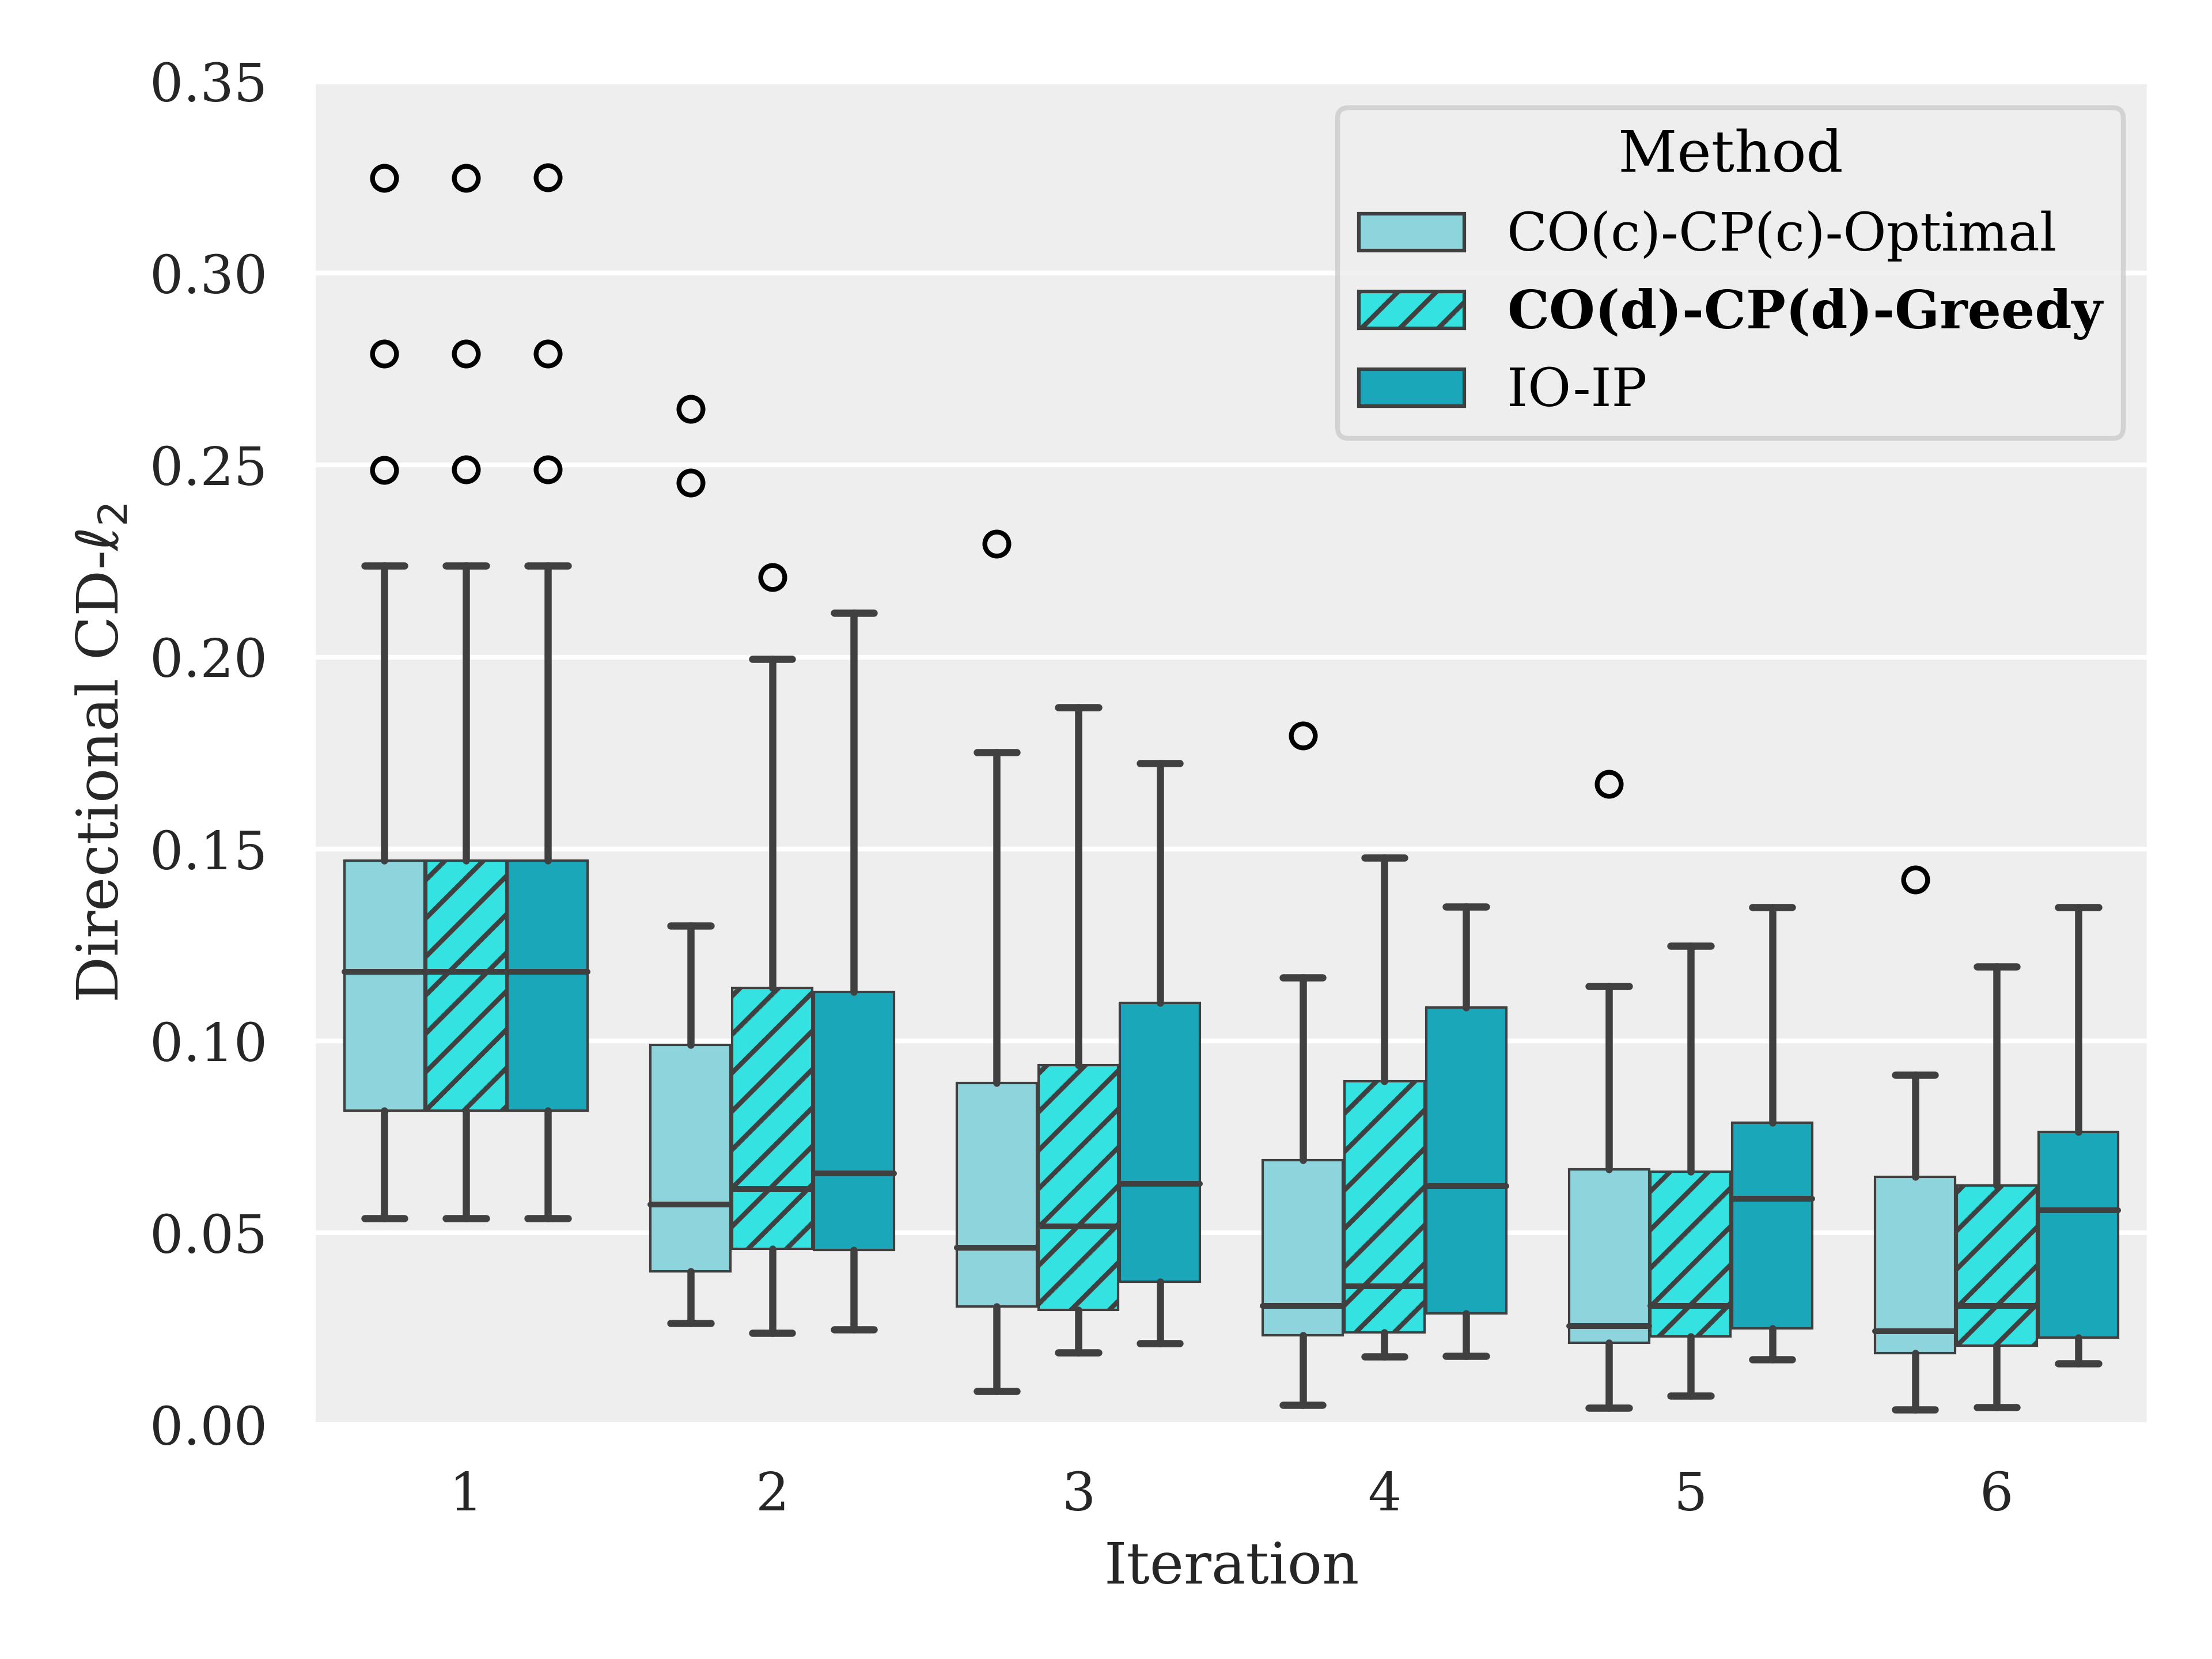 0.35
0.30
0.25
0.20
0.15
0.10
0.05
0.00
Directional CD-ℓ₂
Method
CO(c)-CP(c)-Optimal
CO(d)-CP(d)-Greedy
IO-IP
1 2 3 4 5 6
Iteration